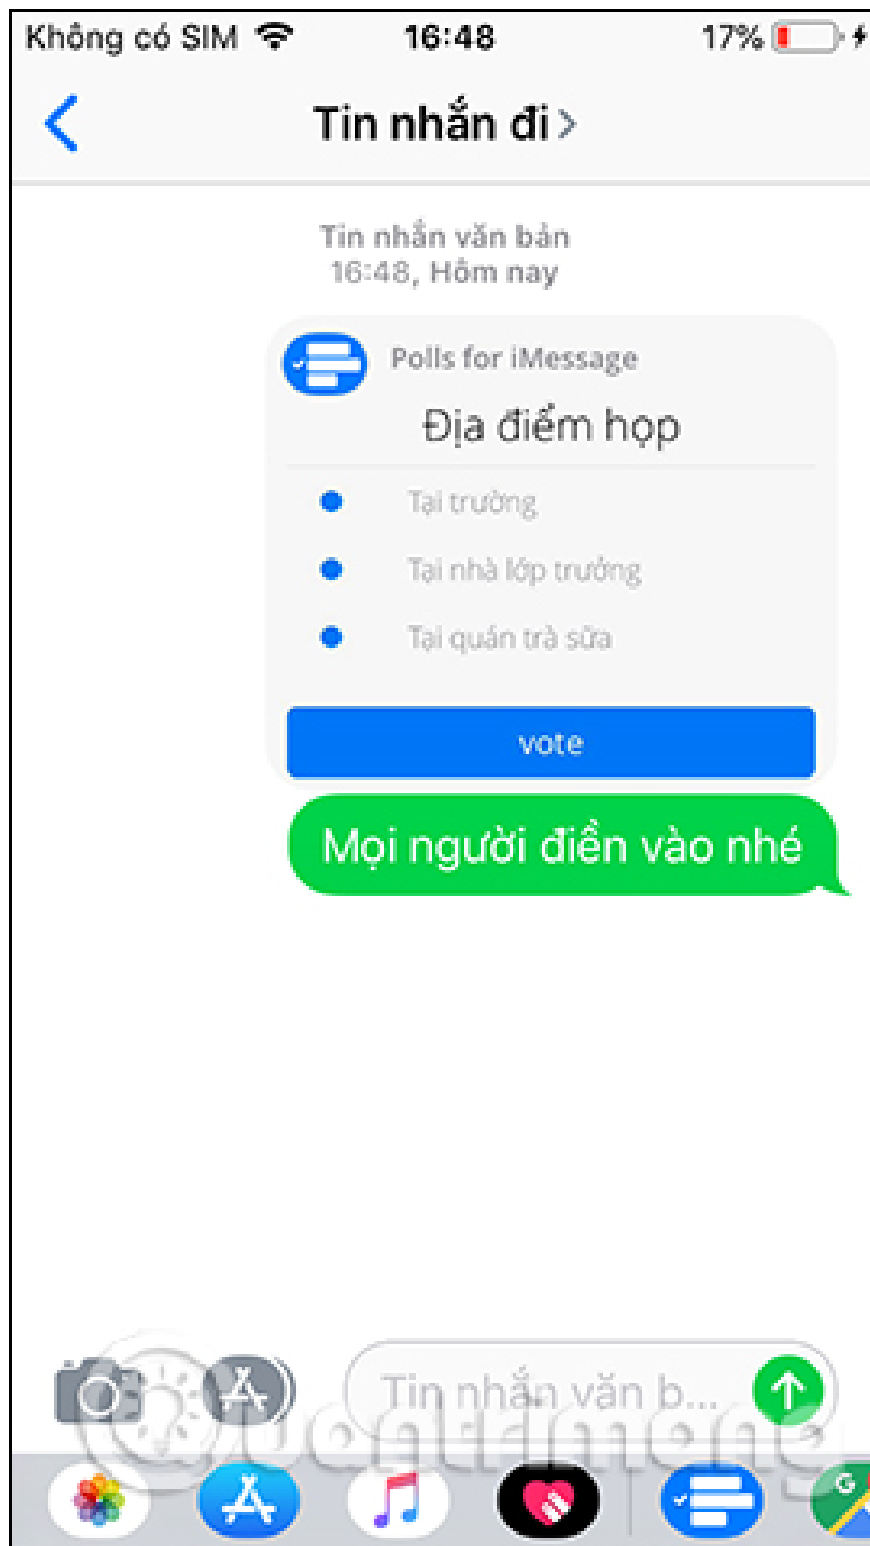 Không có SIM 16:48 17%
Tin nhắn đi
Tin nhắn văn bản
16:48, Hôm nay
Polls for iMessage
Địa điểm họp
Tại trường
Tại nhà lớp trưởng
Tại quán trà sữa
vote
Mọi người điền vào nhé
Tin nhắn văn b...
Quantrimang
G